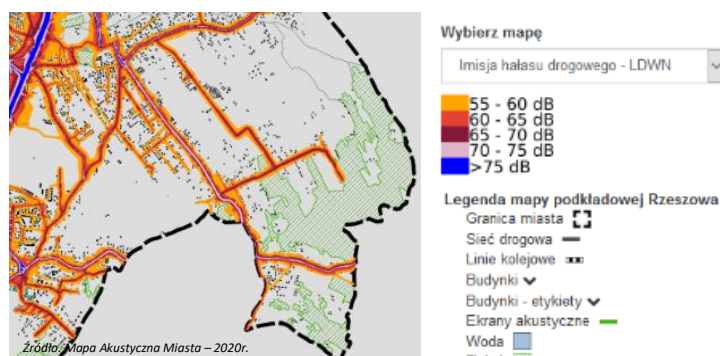 Wybierz mapę
Imisja hałasu drogowego - LDWN
55 - 60 dB
60 - 65 dB
65 - 70 dB
70 - 75 dB
>75 dB
Legenda mapy podkładowej Rzeszowa
Granica miasta
Sieć drogowa
Linie kolejowe
Budynki
Budynki - etykiety
Ekrany akustyczne
Woda
Źródło: Mapa Akustyczna Miasta – 2020r.